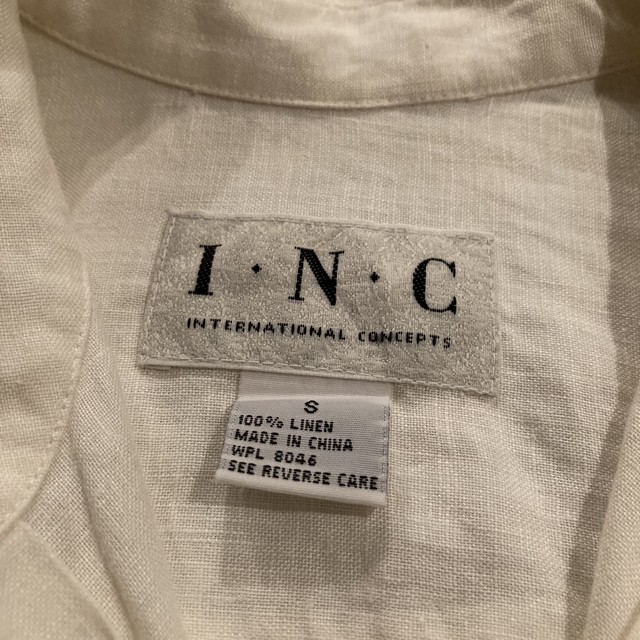 I · N · C
INTERNATIONAL CONCEPTS
S
100% LINEN
MADE IN CHINA
WPL 8046
SEE REVERSE CARE